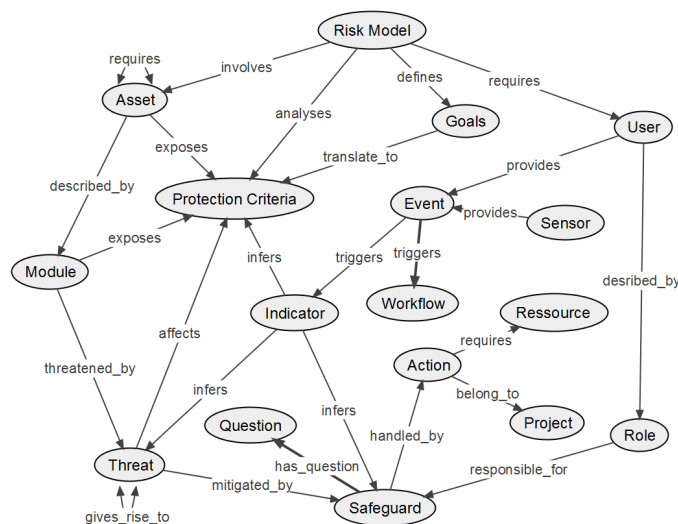 Risk Model
requires
involves
defines
requires
Asset
analyses
Goals
User
exposes
translate_to
provides
described_by
Protection Criteria
Event
provides
Sensor
exposes
triggers
triggers
infers
Module
desribed_by
Workflow
Indicator
Ressource
affects
requires
Action
threatened_by
infers
belong_to
infers
Question
Project
handled_by
Role
has_question
Threat
mitigated_by
responsible_for
Safeguard
gives_rise_to